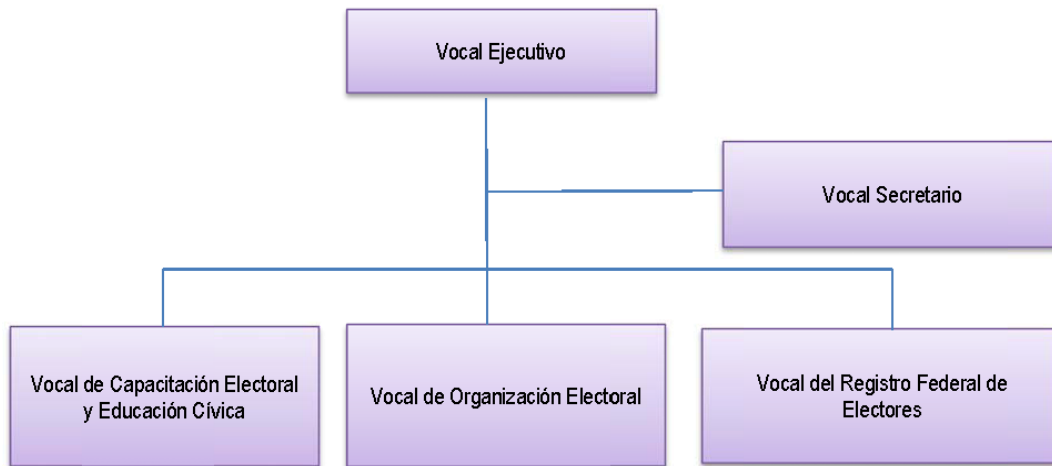 Vocal Ejecutivo
Vocal Secretario
Vocal de Capacitación Electoral
y Educación Cívica
Vocal de Organización Electoral
Vocal del Registro Federal de
Electores